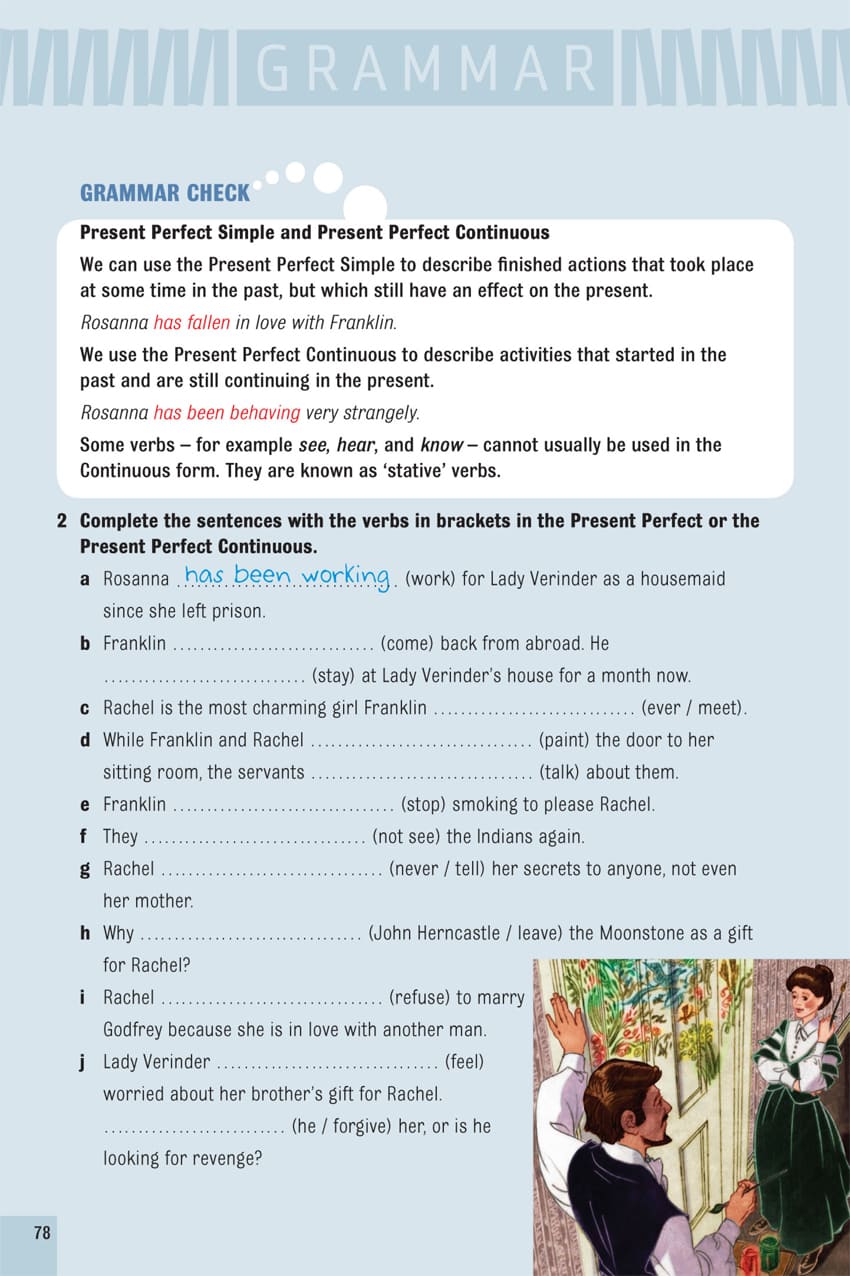 GRAMMAR
GRAMMAR CHECK
Present Perfect Simple and Present Perfect Continuous
We can use the Present Perfect Simple to describe finished actions that took place
at some time in the past, but which still have an effect on the present.
Rosanna has fallen in love with Franklin.
We use the Present Perfect Continuous to describe activities that started in the
past and are still continuing in the present.
Rosanna has been behaving very strangely.
Some verbs – for example see, hear, and know – cannot usually be used in the
Continuous form. They are known as ‘stative’ verbs.
2 Complete the sentences with the verbs in brackets in the Present Perfect or the
Present Perfect Continuous.
a Rosanna has been working. (work) for Lady Verinder as a housemaid
since she left prison.
b Franklin .............................. (come) back from abroad. He
.............................. (stay) at Lady Verinder’s house for a month now.
c Rachel is the most charming girl Franklin .............................. (ever / meet).
d While Franklin and Rachel ................................. (paint) the door to her
sitting room, the servants ................................. (talk) about them.
e Franklin ................................. (stop) smoking to please Rachel.
f They ................................. (not see) the Indians again.
g Rachel ................................. (never / tell) her secrets to anyone, not even
her mother.
h Why ................................. (John Herncastle / leave) the Moonstone as a gift
for Rachel?
i Rachel ................................. (refuse) to marry
Godfrey because she is in love with another man.
j Lady Verinder ................................. (feel)
worried about her brother’s gift for Rachel.
........................... (he / forgive) her, or is he
looking for revenge?
78